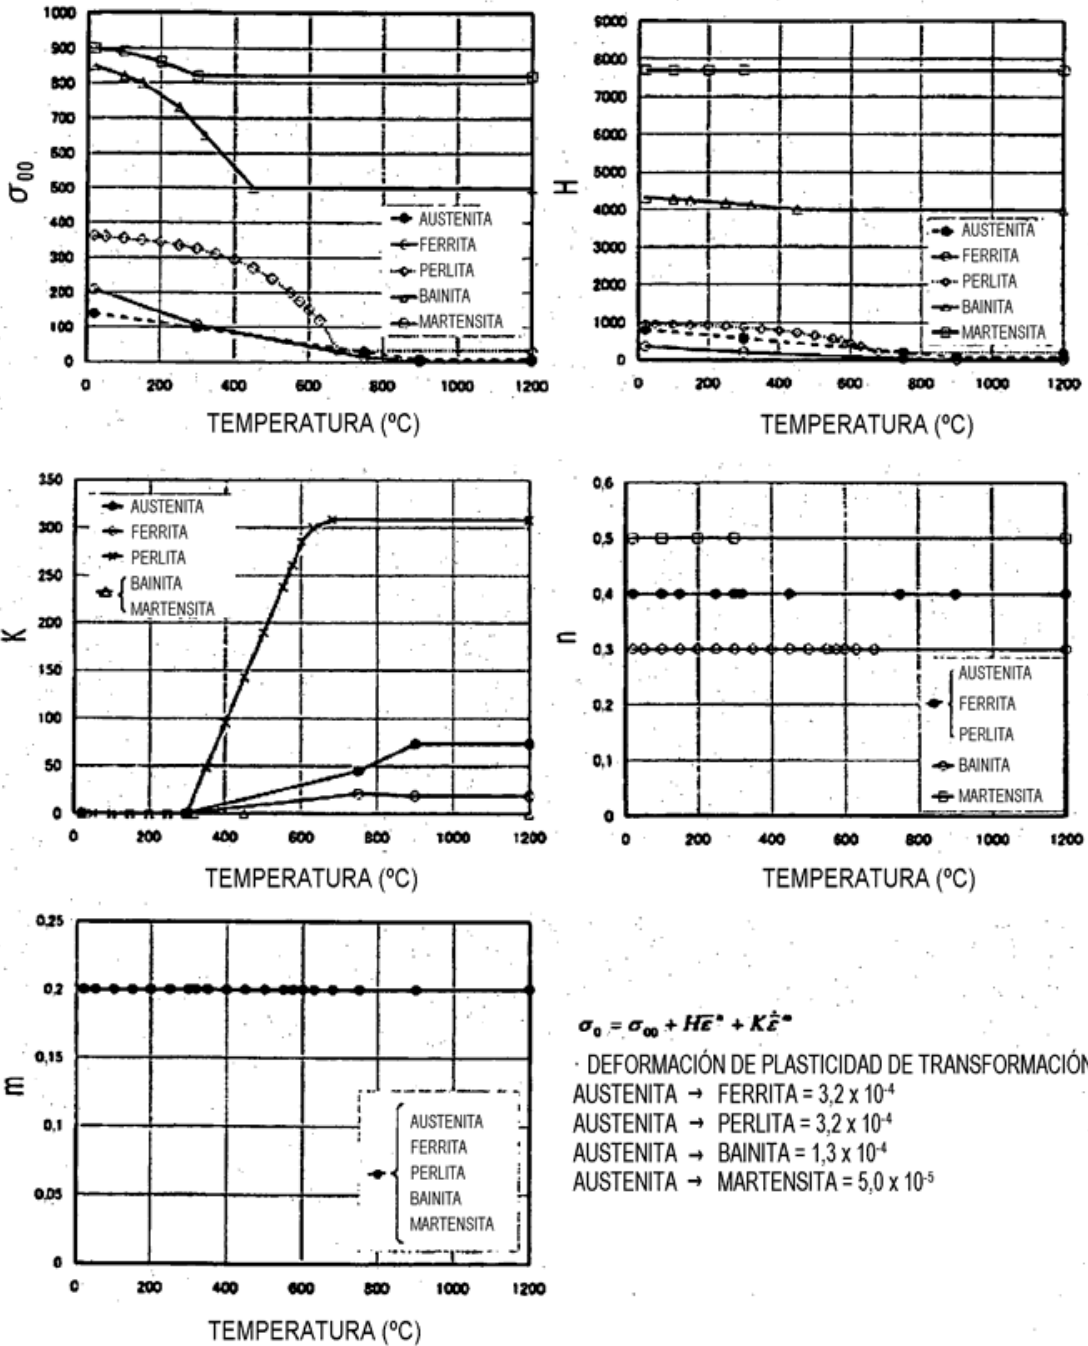 1000
900
800
700
600
500
400
300
200
100
0
σ00
0 200 400 600 800 1000 1200
TEMPERATURA (ºC)
AUSTENITA
FERRITA
PERLITA
BAINITA
MARTENSITA
9000
8000
7000
6000
5000
4000
3000
2000
1000
0
H
0 200 400 600 800 1000 1200
TEMPERATURA (ºC)
AUSTENITA
FERRITA
PERLITA
BAINITA
MARTENSITA
350
300
250
200
150
100
50
0
K
0 200 400 600 800 1000 1200
TEMPERATURA (ºC)
AUSTENITA
FERRITA
PERLITA
BAINITA
MARTENSITA
0,6
0,5
0,4
0,3
0,2
0,1
0
n
0 200 400 600 800 1000 1200
TEMPERATURA (ºC)
AUSTENITA
FERRITA
PERLITA
BAINITA
MARTENSITA
0,25
0,2
0,15
0,1
0,05
0
m
0 200 400 600 800 1000 1200
TEMPERATURA (ºC)
AUSTENITA
FERRITA
PERLITA
BAINITA
MARTENSITA
σ₀ = σ₀₀ + Hε̄ⁿ + Kε̄̇ᵐ
· DEFORMACIÓN DE PLASTICIDAD DE TRANSFORMACIÓN
AUSTENITA → FERRITA = 3,2 x 10⁻⁴
AUSTENITA → PERLITA = 3,2 x 10⁻⁴
AUSTENITA → BAINITA = 1,3 x 10⁻⁴
AUSTENITA → MARTENSITA = 5,0 x 10⁻⁵